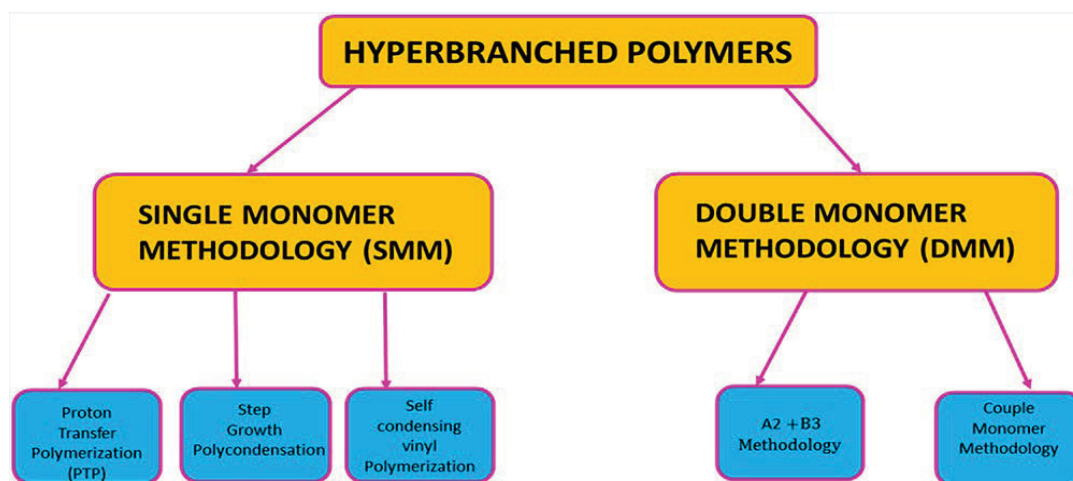 HYPERBRANCHED POLYMERS
SINGLE MONOMER
METHODOLOGY (SMM)
DOUBLE MONOMER
METHODOLOGY (DMM)
Proton
Transfer
Polymerization
(PTP)
Step
Growth
Polycondensation
Self
condensing
vinyl
Polymerization
A2 +B3
Methodology
Couple
Monomer
Methodology